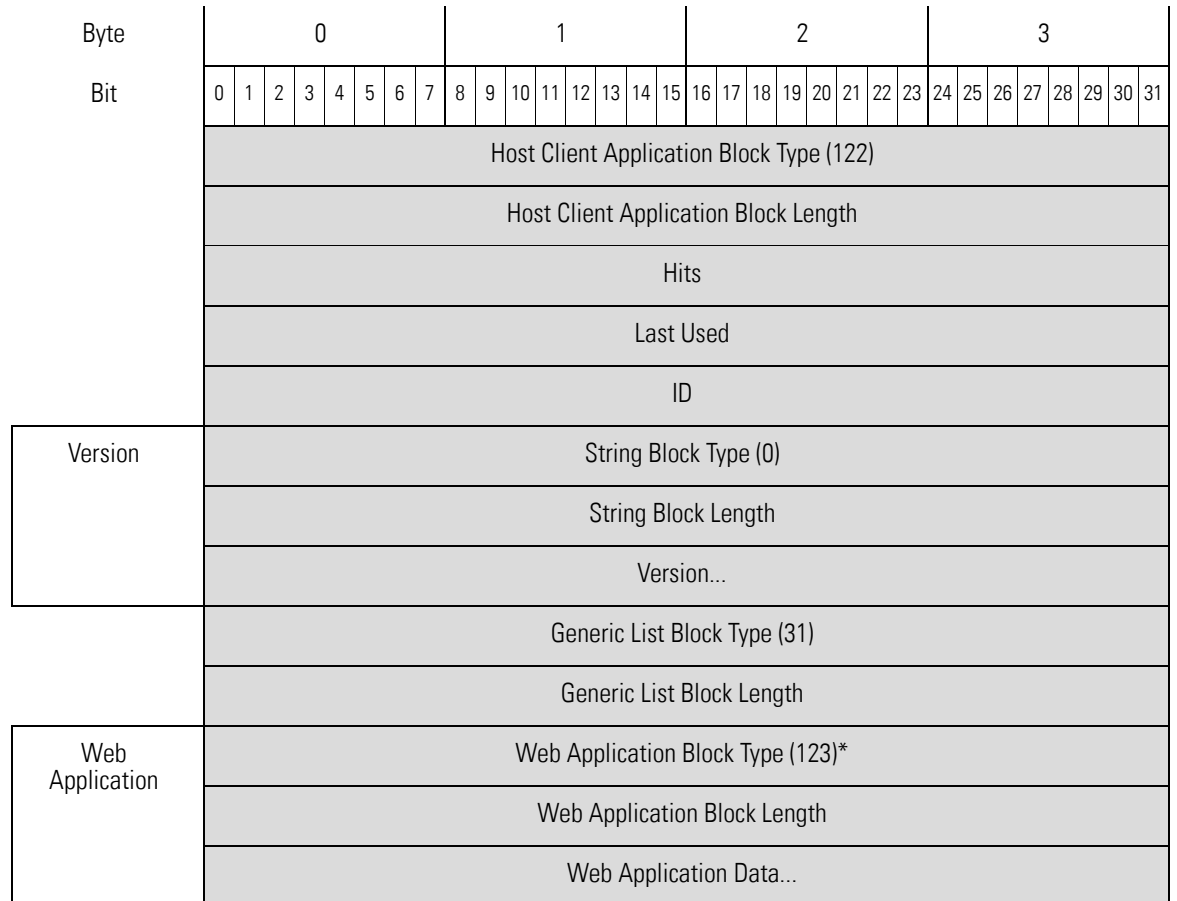 Byte 0 1 2 3
Bit 0 1 2 3 4 5 6 7 8 9 10 11 12 13 14 15 16 17 18 19 20 21 22 23 24 25 26 27 28 29 30 31
Host Client Application Block Type (122)
Host Client Application Block Length
Hits
Last Used
ID
Version String Block Type (0)
String Block Length
Version...
Generic List Block Type (31)
Generic List Block Length
Web
Application
Web Application Block Type (123)*
Web Application Block Length
Web Application Data...